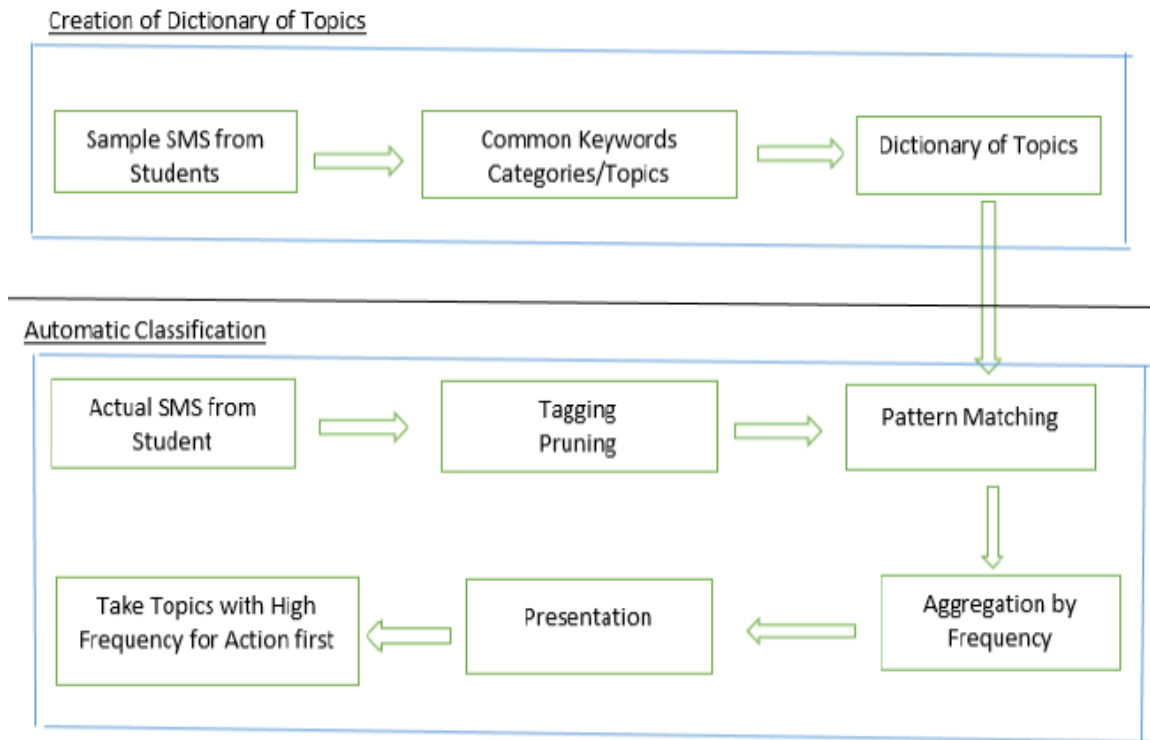 Creation of Dictionary of Topics
Sample SMS from
Students
Common Keywords
Categories/Topics
Dictionary of Topics
Automatic Classification
Actual SMS from
Student
Tagging
Pruning
Pattern Matching
Take Topics with High
Frequency for Action first
Presentation
Aggregation by
Frequency